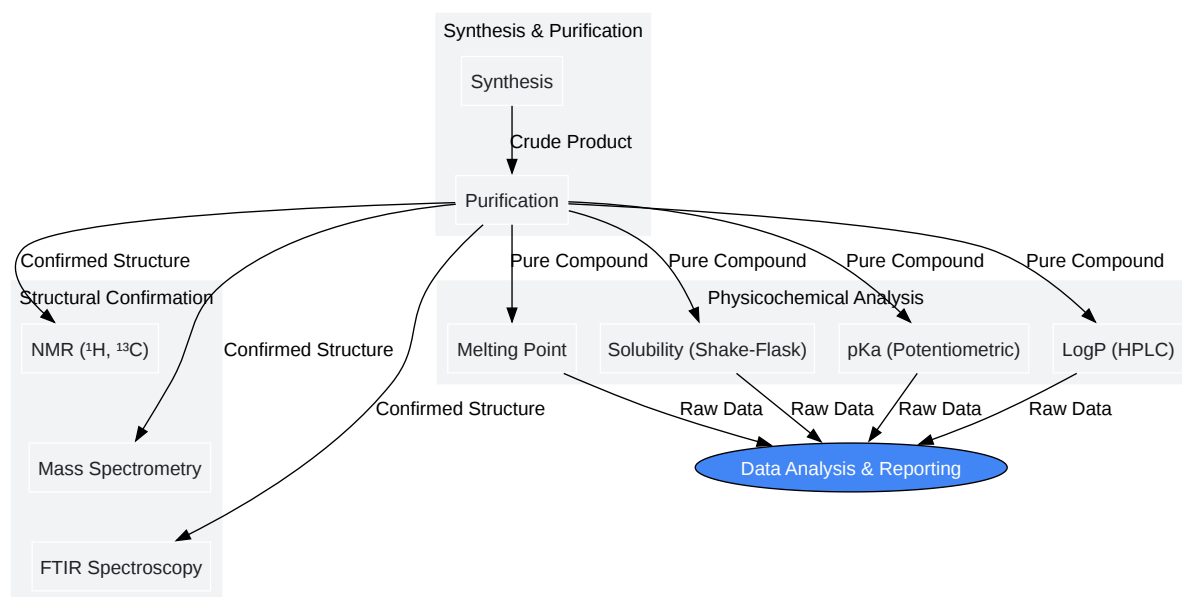 Synthesis & Purification
Synthesis
Crude Product
Purification
Confirmed Structure
Pure Compound
Pure Compound
Pure Compound
Pure Compound
Structural Confirmation
Physicochemical Analysis
NMR (¹H, ¹³C)
Confirmed Structure
Melting Point
Solubility (Shake-Flask)
pKa (Potentiometric)
LogP (HPLC)
Confirmed Structure
Raw Data
Raw Data
Raw Data
Raw Data
Mass Spectrometry
Data Analysis & Reporting
FTIR Spectroscopy